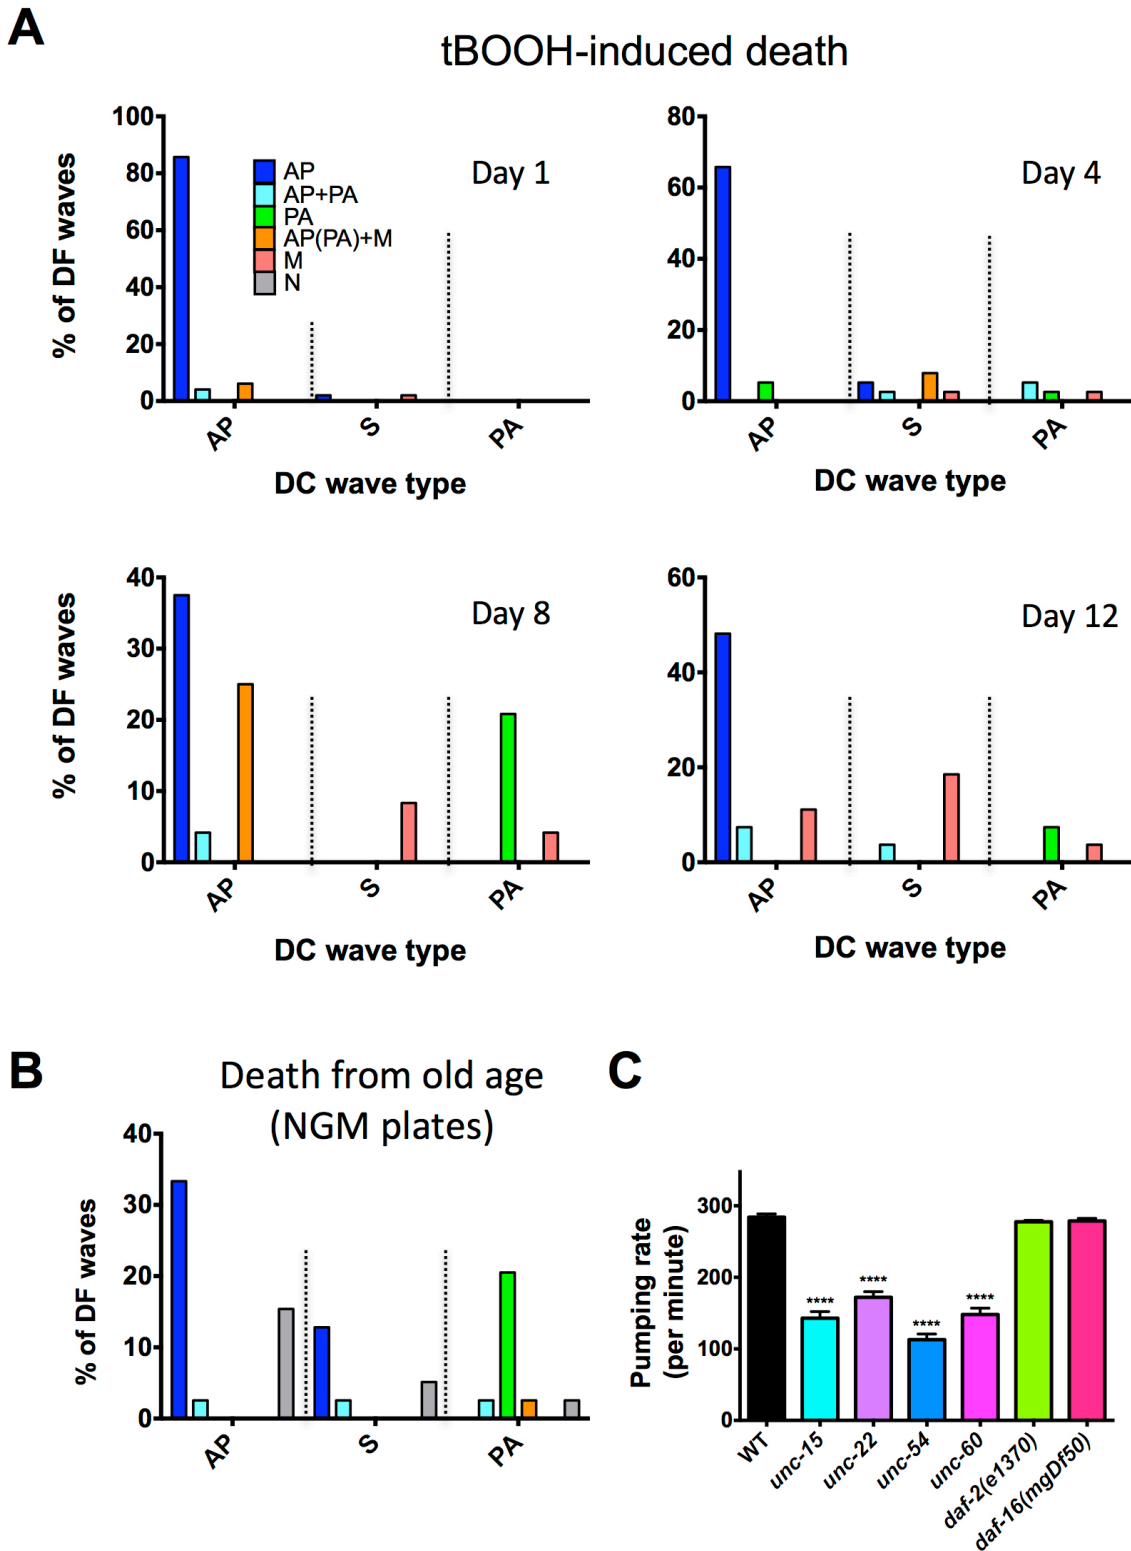 A
tBOOH-induced death
% of DF waves
100
80
60
40
20
0
AP
AP+PA
PA
AP(PA)+M
M
N
Day 1
AP
S
PA
DC wave type
80
60
40
20
0
Day 4
AP
S
PA
DC wave type
% of DF waves
40
30
20
10
0
Day 8
AP
S
PA
DC wave type
60
40
20
0
Day 12
AP
S
PA
DC wave type
B
Death from old age
(NGM plates)
% of DF waves
40
30
20
10
0
AP
S
PA
C
Pumping rate
(per minute)
300
200
100
0
****
****
****
****
WT
unc-15
unc-22
unc-54
unc-60
daf-2(e1370)
daf-16(mgDf50)